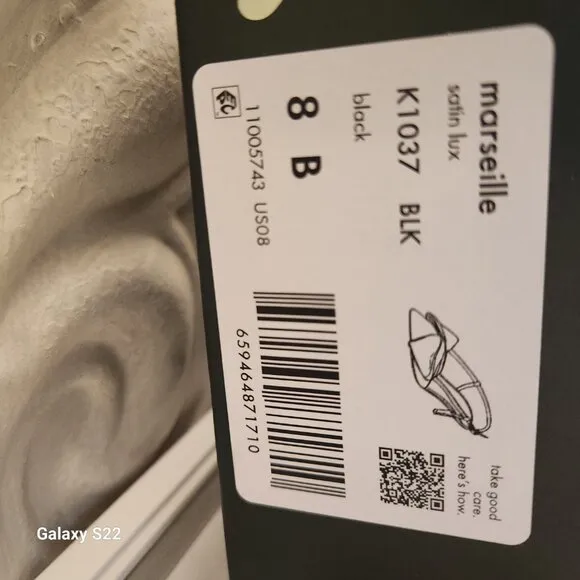 marseille
satin lux
K1037 BLK
black
8 B
11005743 US08
659464871710
take good
care.
here's how.
Galaxy S22